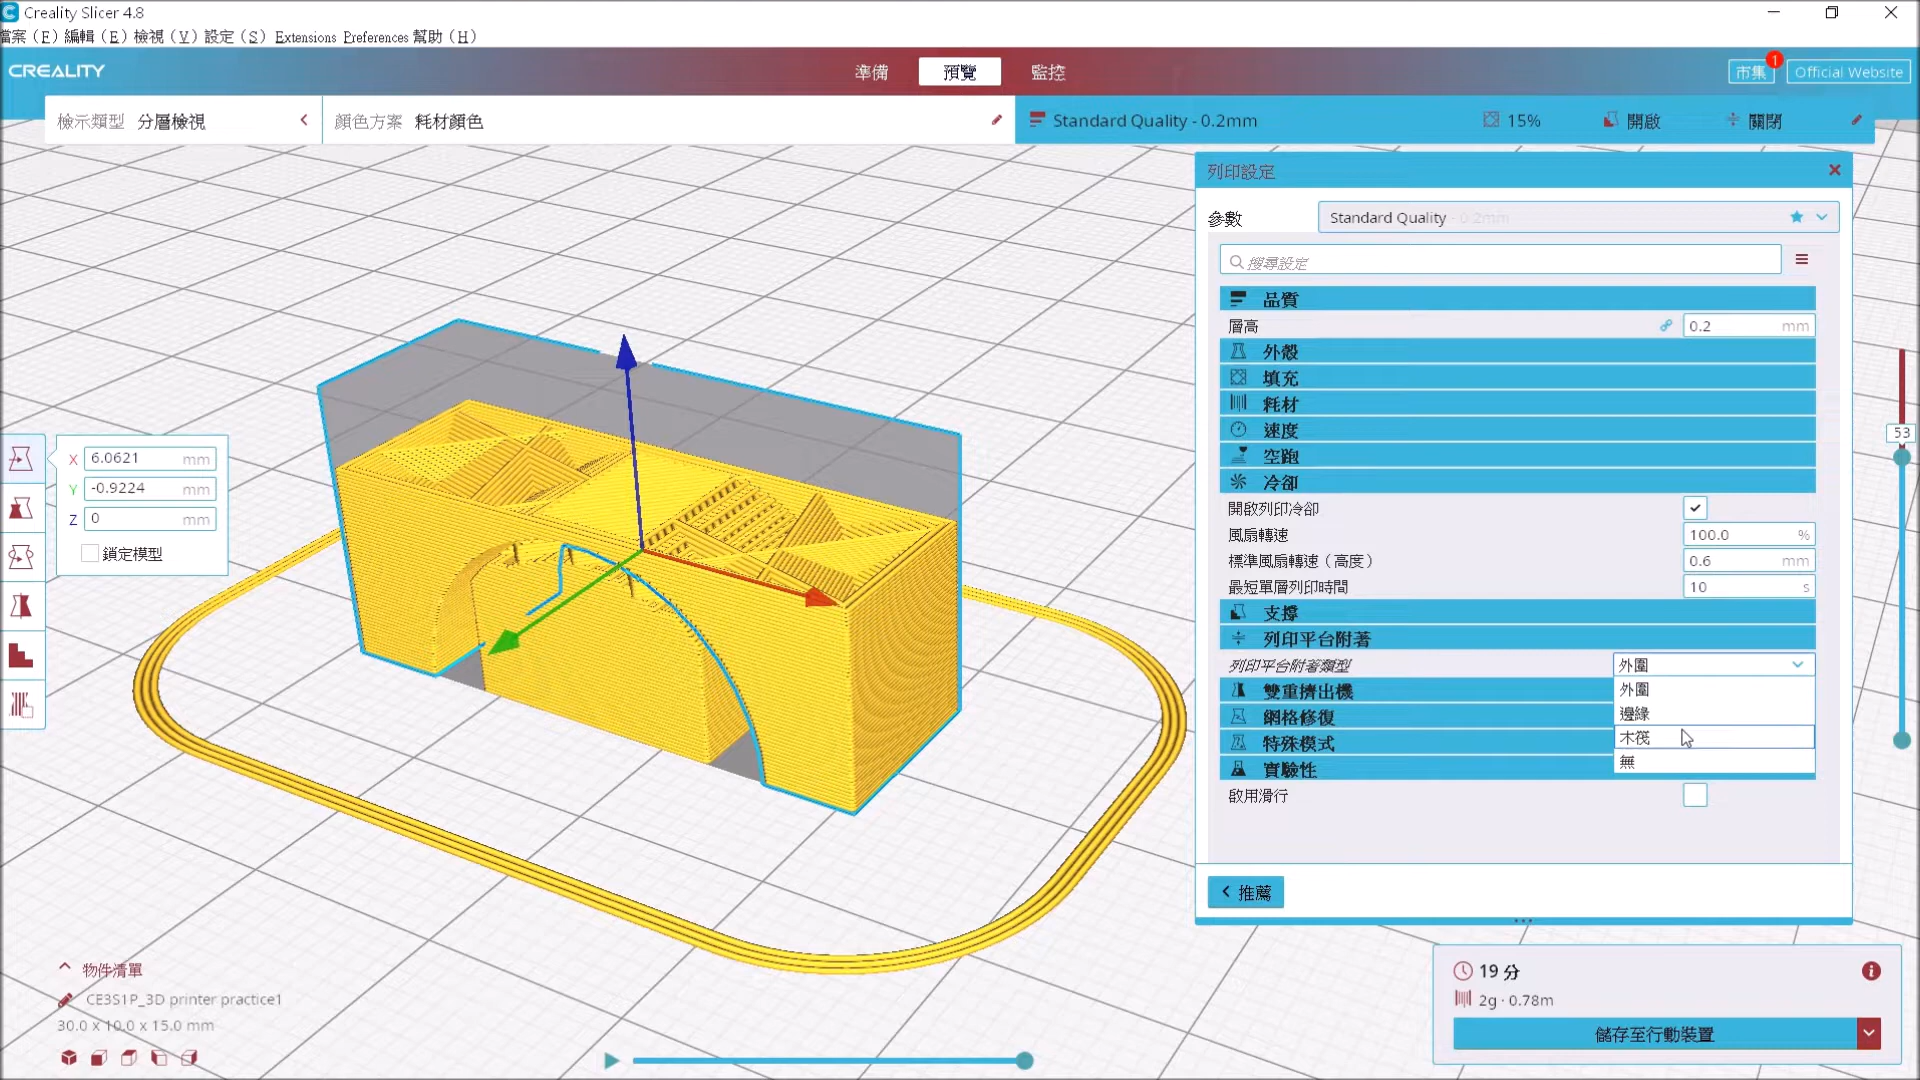 Creality Slicer 4.8
檔案（F）編輯（E）檢視（V）設定（S）Extensions Preferences 幫助（H）
CREALITY
準備
預覽
監控
市集
1
Official Website
檢示類型 分層檢視
顏色方案 耗材顏色
Standard Quality - 0.2mm
15%
開啟
關閉
列印設定
參數
Standard Quality - 0.2mm
搜尋設定
品質
層高
0.2 mm
外殼
填充
耗材
速度
空跑
冷卻
開啟列印冷卻
風扇轉速
100.0 %
標準風扇轉速（高度）
0.6 mm
最短單層列印時間
10 s
支撐
列印平台附著
列印平台附著類型
外圍
外圍
邊緣
木筏
無
雙重擠出機
網格修復
特殊模式
實驗性
啟用滑行
推薦
53
X 6.0621 mm
Y -0.9224 mm
Z 0 mm
鎖定模型
物件清單
CE3S1P_3D printer practice1
30.0 x 10.0 x 15.0 mm
19 分
2g · 0.78m
儲存至行動裝置